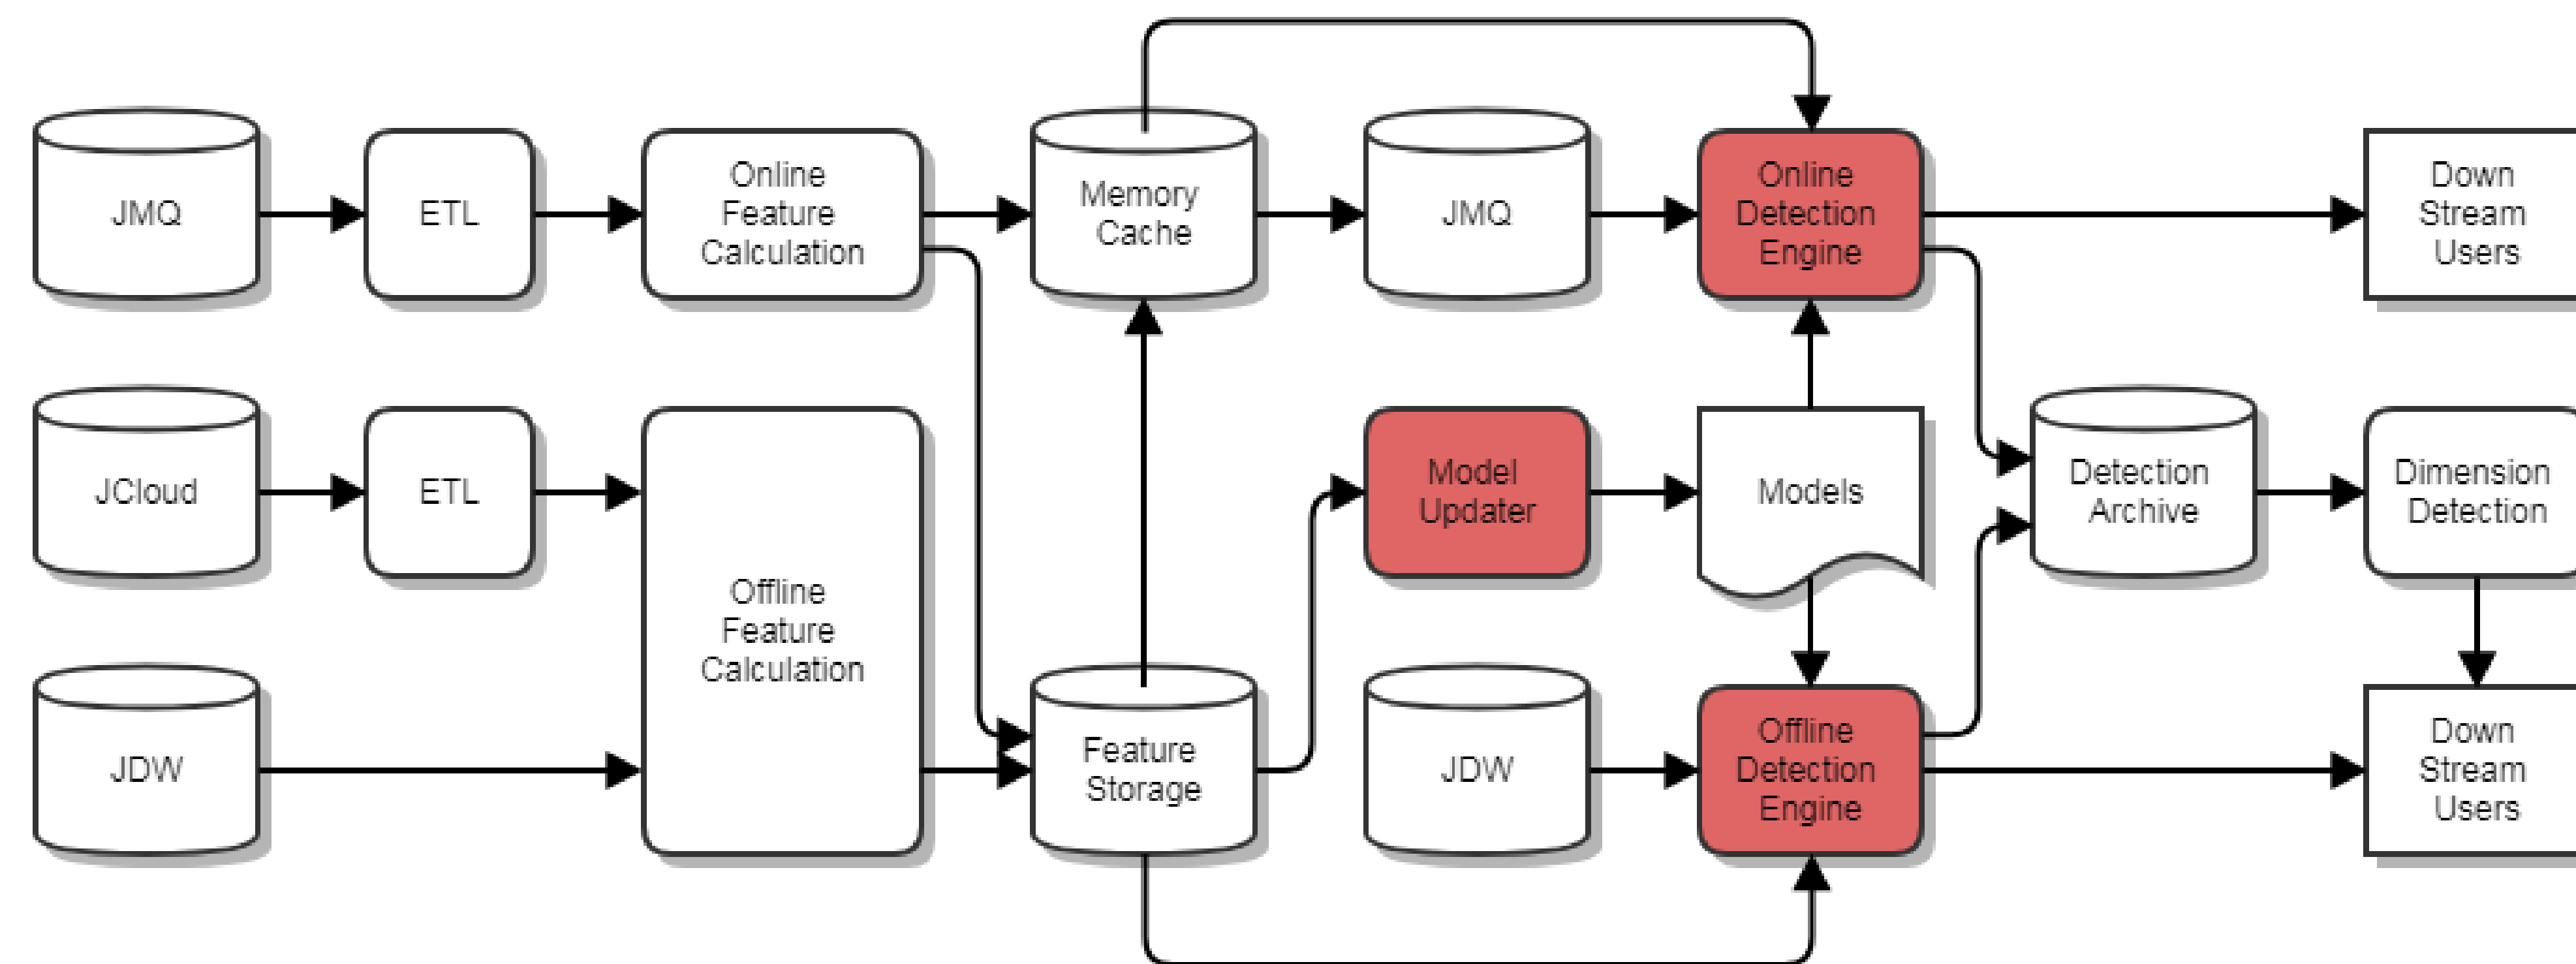 JMQ
ETL
Online
Feature
Calculation
Memory
Cache
JMQ
Online
Detection
Engine
Down
Stream
Users
JCloud
ETL
Offline
Feature
Calculation
Model
Updater
Models
Detection
Archive
Dimension
Detection
JDW
Feature
Storage
JDW
Offline
Detection
Engine
Down
Stream
Users